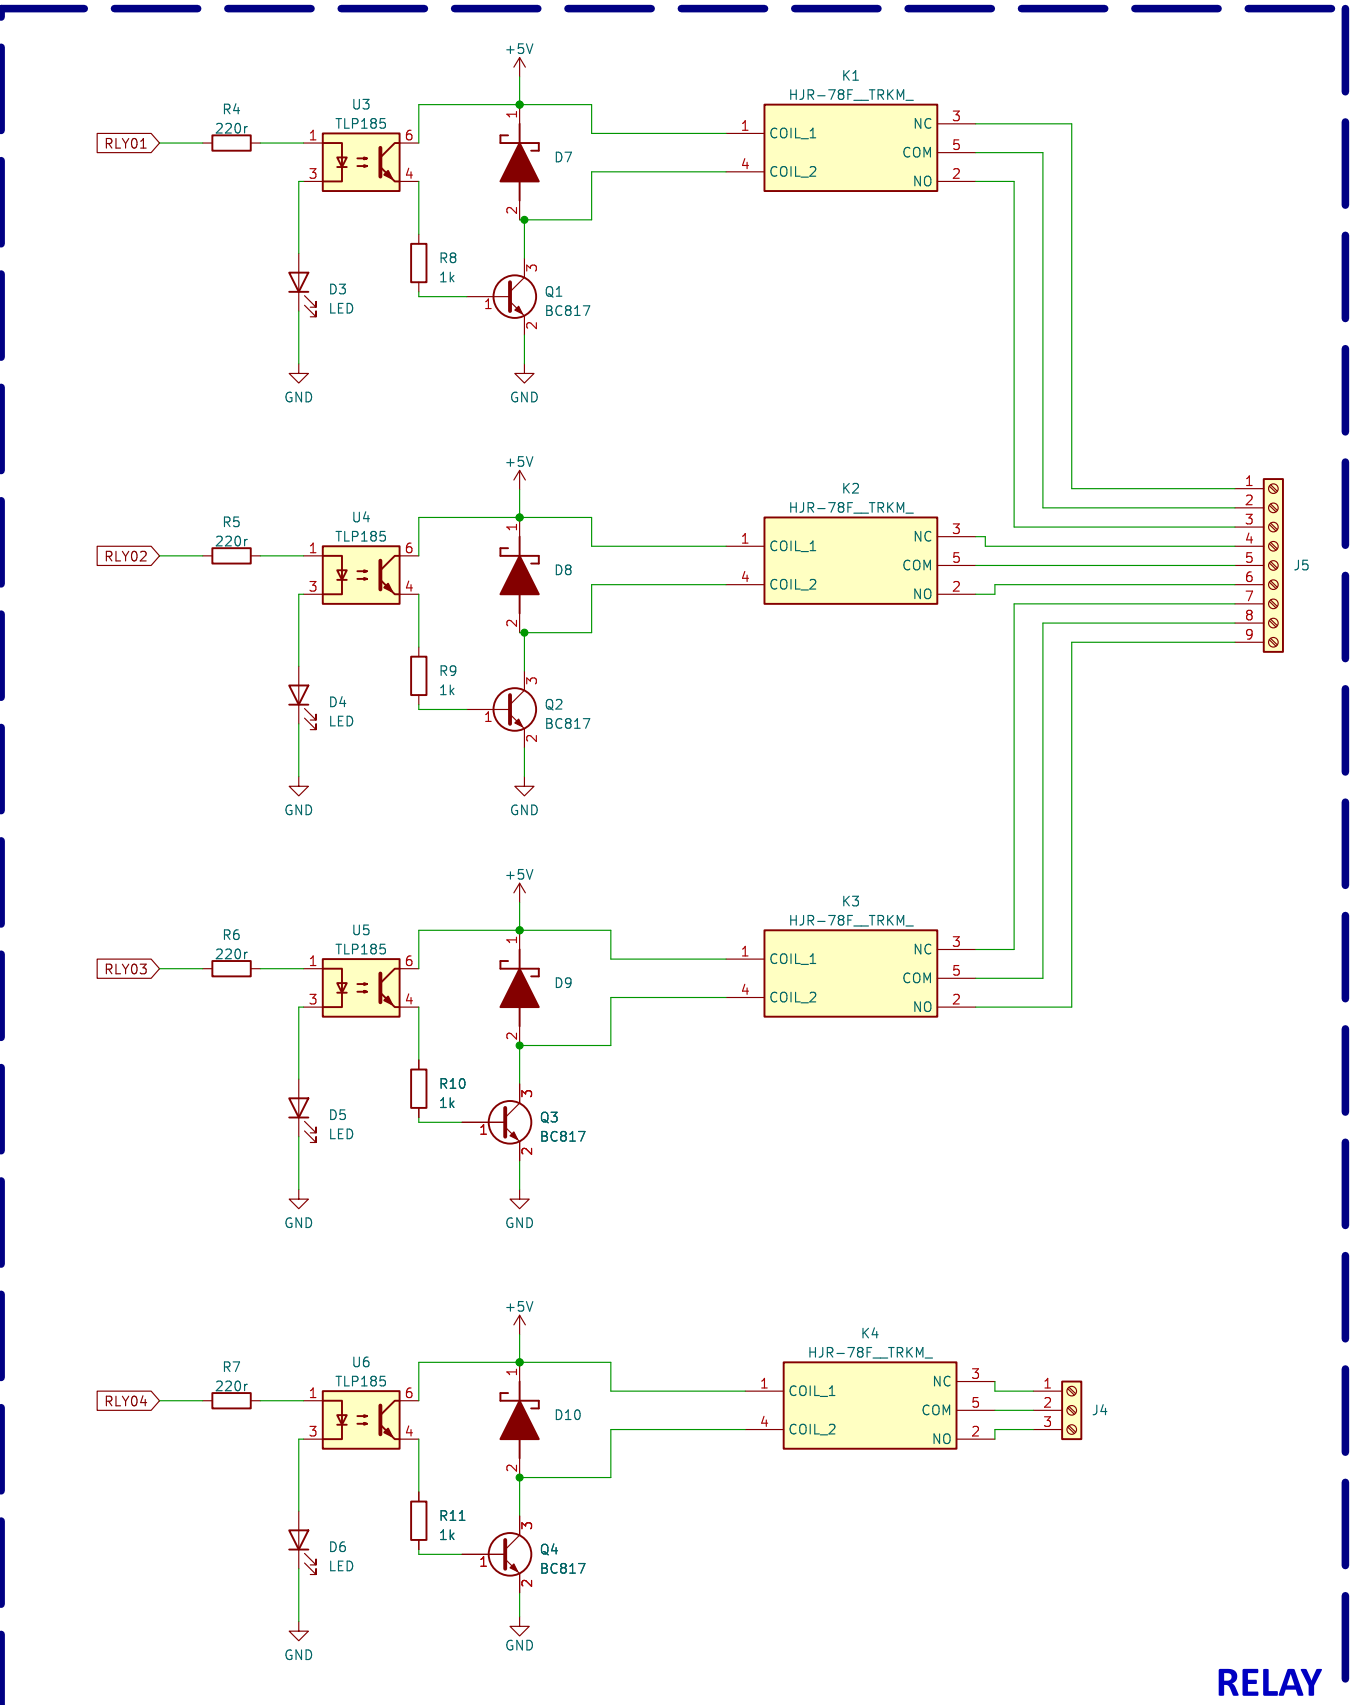 +5V
K1
HJR-78F__TRKM_
R4
220r
U3
TLP185
RLY01
1
3
6
4
1
2
D7
1
4
COIL_1
COIL_2
NC
COM
NO
3
5
2
R8
1k
D3
LED
1
3
2
Q1
BC817
GND
GND
+5V
K2
HJR-78F__TRKM_
R5
220r
U4
TLP185
RLY02
1
3
6
4
1
2
D8
1
4
COIL_1
COIL_2
NC
COM
NO
3
5
2
1
2
3
4
5
6
7
8
9
J5
R9
1k
D4
LED
1
3
2
Q2
BC817
GND
GND
+5V
K3
HJR-78F__TRKM_
R6
220r
U5
TLP185
RLY03
1
3
6
4
1
2
D9
1
4
COIL_1
COIL_2
NC
COM
NO
3
5
2
R10
1k
D5
LED
1
3
2
Q3
BC817
GND
GND
+5V
K4
HJR-78F__TRKM_
R7
220r
U6
TLP185
RLY04
1
3
6
4
1
2
D10
1
4
COIL_1
COIL_2
NC
COM
NO
3
5
2
1
2
3
J4
R11
1k
D6
LED
1
3
2
Q4
BC817
GND
GND
RELAY